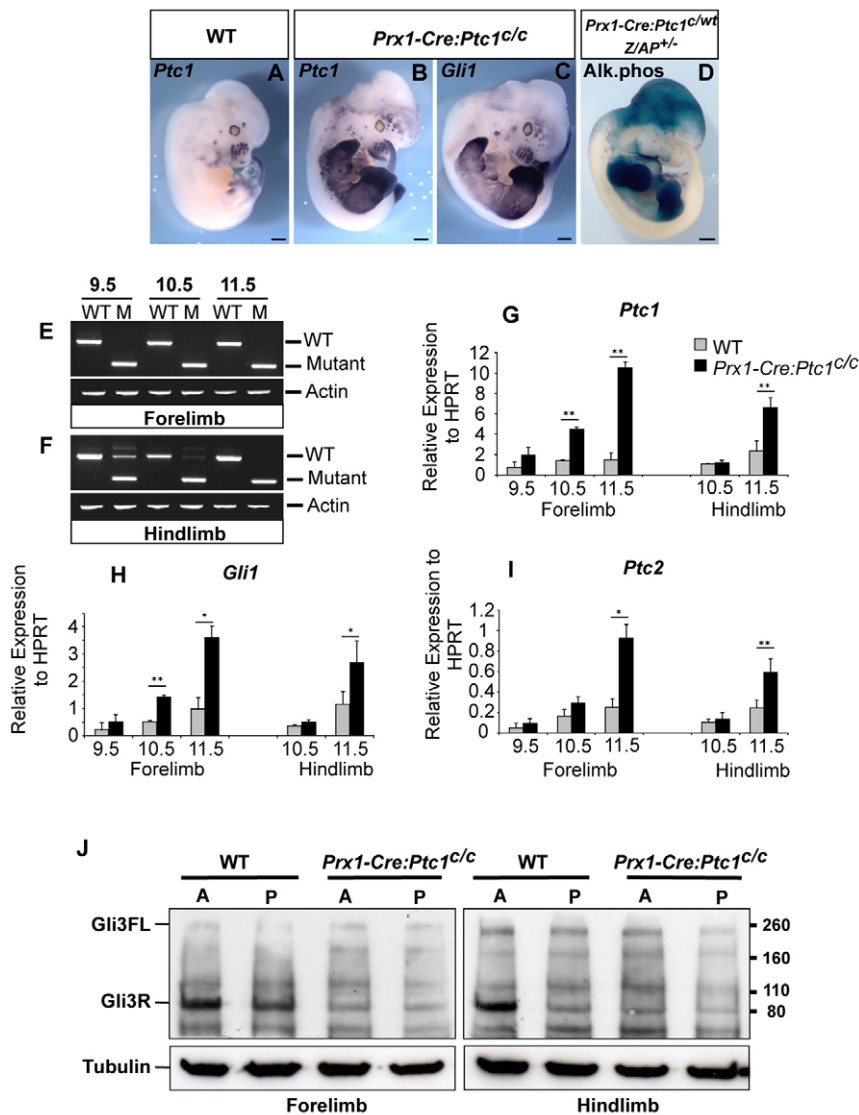 WT
Prx1-Cre:Ptc1c/c
Prx1-Cre:Ptc1c/wt
Z/AP+/-
Ptc1 A
Ptc1 B
Gli1 C
Alk.phos D
9.5 10.5 11.5
WT M WT M WT M
E
WT
Mutant
Actin
Forelimb
F
WT
Mutant
Actin
Hindlimb
G Ptc1
WT
Prx1-Cre:Ptc1c/c
Relative Expression
to HPRT
12
10
8
6
4
2
0
** ** **
9.5 10.5 11.5 10.5 11.5
Forelimb Hindlimb
H Gli1
Relative Expression
to HPRT
4
3
2
1
0
** * *
9.5 10.5 11.5 10.5 11.5
Forelimb Hindlimb
I Ptc2
Relative Expression to
HPRT
1.2
1
0.8
0.6
0.4
0.2
0
* **
9.5 10.5 11.5 10.5 11.5
Forelimb Hindlimb
J
WT Prx1-Cre:Ptc1c/c WT Prx1-Cre:Ptc1c/c
A P A P A P A P
Gli3FL
Gli3R
Tubulin
260
160
110
80
Forelimb Hindlimb